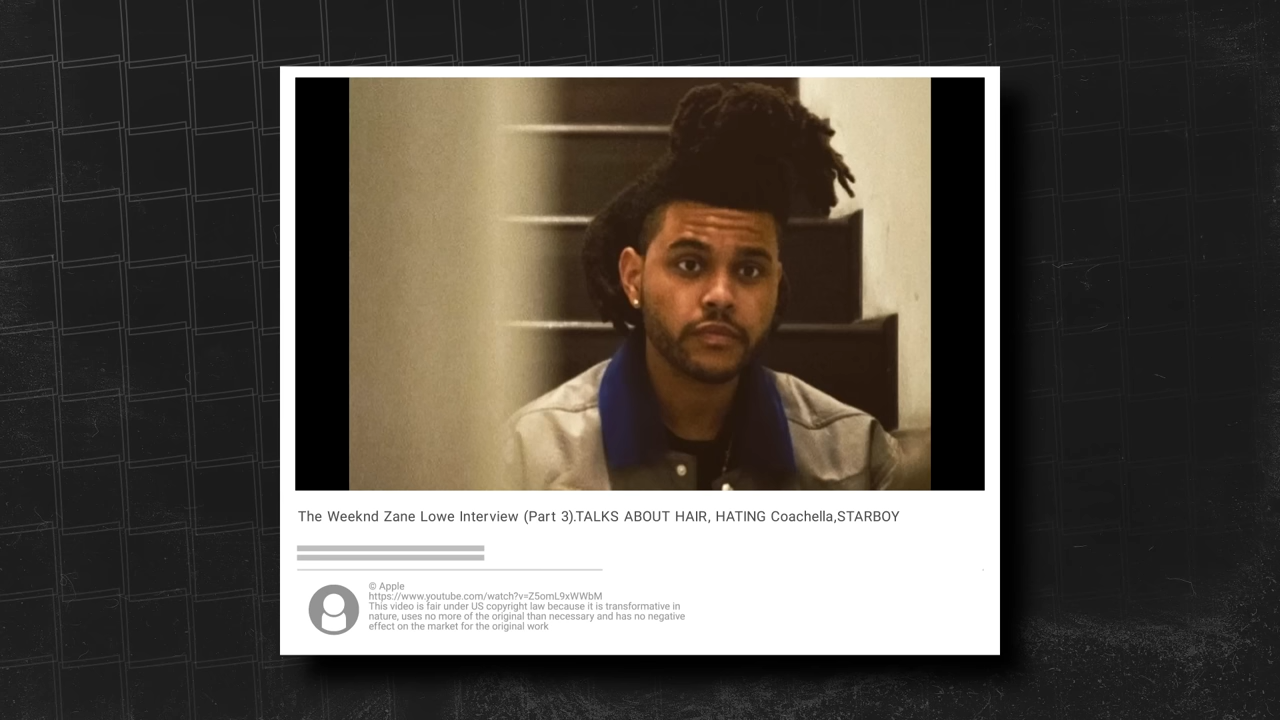 The Weeknd Zane Lowe Interview (Part 3).TALKS ABOUT HAIR, HATING Coachella,STARBOY
© Apple
https://www.youtube.com/watch?v=Z5omL9xWWbM
This video is fair under US copyright law because it is transformative in
nature, uses no more of the original than necessary and has no negative
effect on the market for the original work